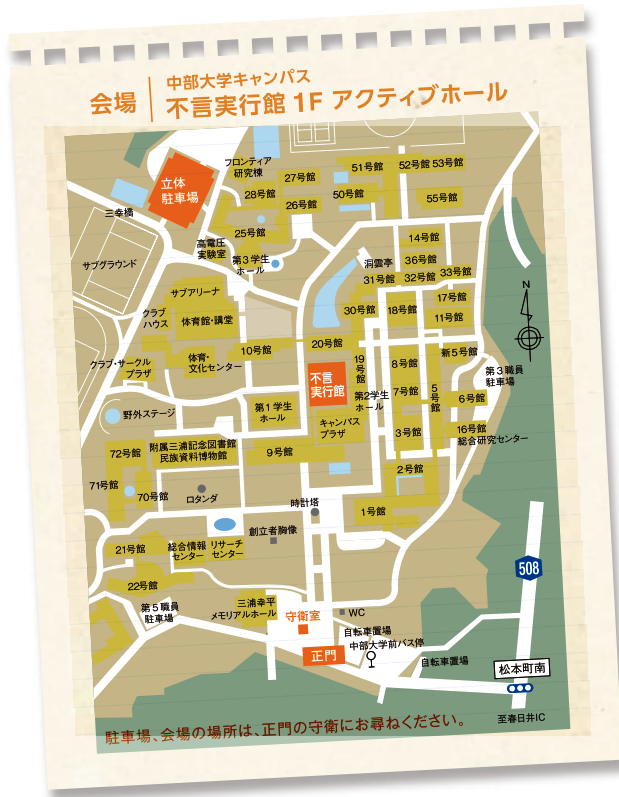 会場
中部大学キャンパス
不言実行館 1F アクティブホール
立体
駐車場
フロンティア
研究棟
27号館
28号館
26号館
51号館
52号館
53号館
50号館
55号館
三幸橋
25号館
高電圧
実験室
第3学生
ホール
14号館
洞雲亭
36号館
31号館
32号館
33号館
サブグラウンド
サブアリーナ
クラブ
ハウス
体育館・講堂
30号館
18号館
17号館
11号館
N
クラブ・サークル
プラザ
体育・
文化センター
10号館
20号館
19号館
不言
実行館
8号館
新5号館
第3職員
駐車場
第2学生
ホール
7号館
5号館
6号館
野外ステージ
第1学生
ホール
キャンパス
プラザ
3号館
16号館
総合研究センター
72号館
附属三浦記念図書館
民族資料博物館
9号館
2号館
71号館
70号館
ロタンダ
時計塔
1号館
創立者胸像
21号館
総合情報
センター
リサーチ
センター
508
22号館
第5職員
駐車場
三浦幸平
メモリアルホール
守衛室
WC
自転車置場
中部大学前バス停
正門
自転車置場
松本町南
至春日井IC
駐車場、会場の場所は、正門の守衛にお尋ねください。